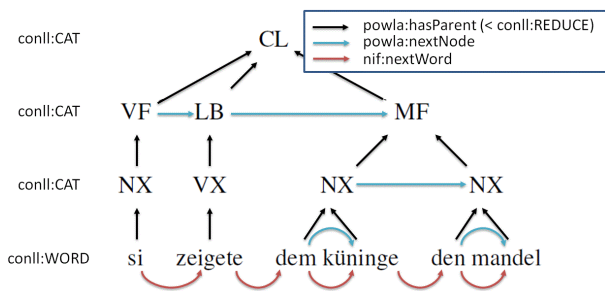 powla:hasParent (< conll:REDUCE)
powla:nextNode
nif:nextWord
conll:CAT CL
conll:CAT VF LB MF
conll:CAT NX VX NX NX
conll:WORD si zeigete dem küninge den mandel